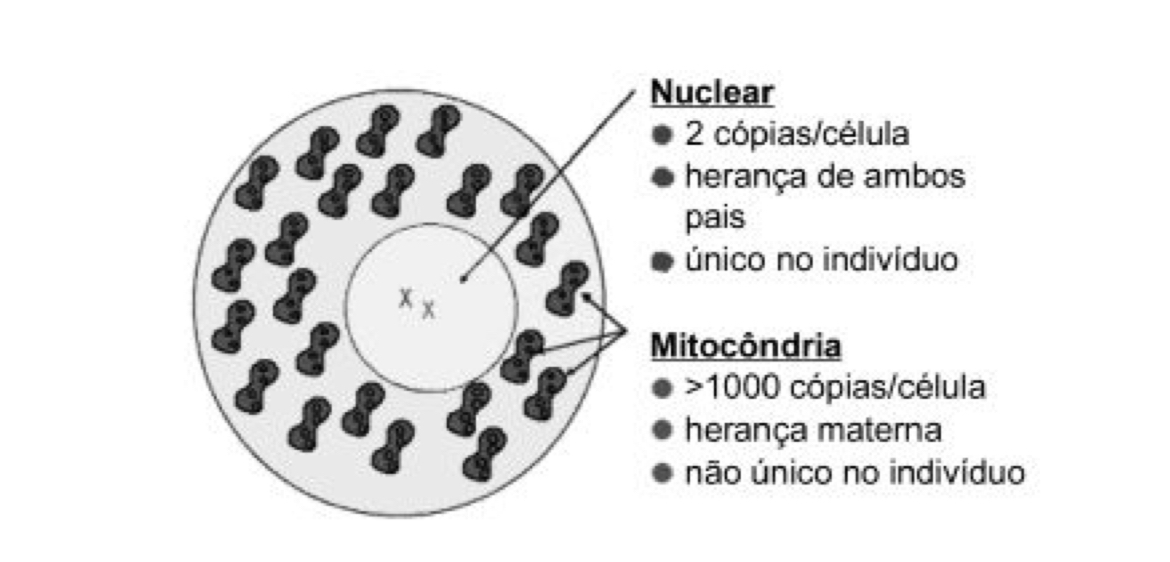 Nuclear
● 2 cópias/célula
● herança de ambos
pais
● único no indivíduo
X X
Mitocôndria
● >1000 cópias/célula
● herança materna
● não único no indivíduo